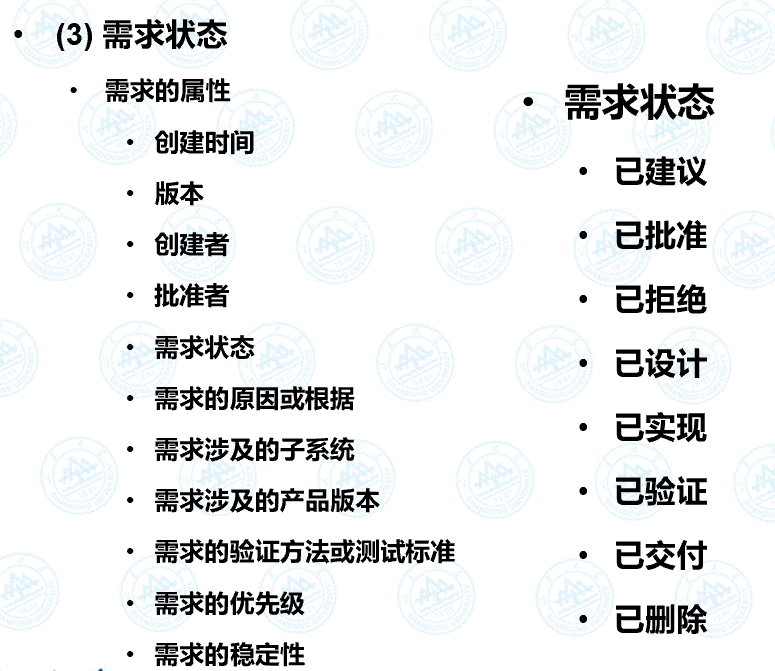 • (3) 需求状态
• 需求的属性
• 创建时间
• 版本
• 创建者
• 批准者
• 需求状态
• 需求的原因或根据
• 需求涉及的子系统
• 需求涉及的产品版本
• 需求的验证方法或测试标准
• 需求的优先级
• 需求的稳定性
• 需求状态
• 已建议
• 已批准
• 已拒绝
• 已设计
• 已实现
• 已验证
• 已交付
• 已删除